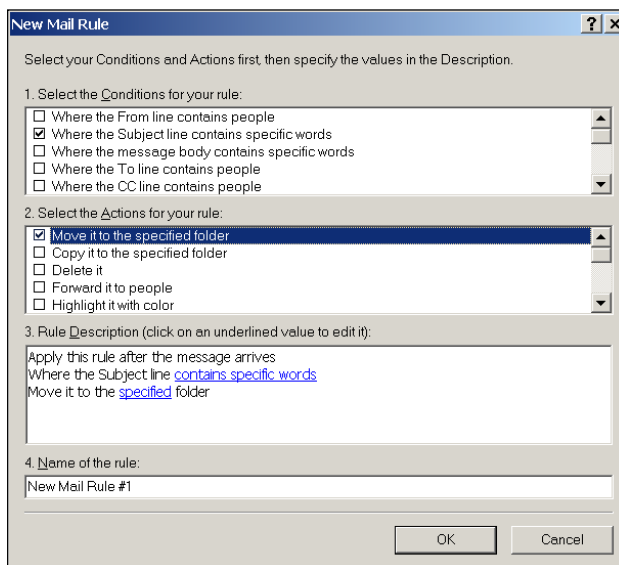 New Mail Rule
Select your Conditions and Actions first, then specify the values in the Description.
1. Select the Conditions for your rule:
Where the From line contains people
Where the Subject line contains specific words
Where the message body contains specific words
Where the To line contains people
Where the CC line contains people
2. Select the Actions for your rule:
Move it to the specified folder
Copy it to the specified folder
Delete it
Forward it to people
Highlight it with color
3. Rule Description (click on an underlined value to edit it):
Apply this rule after the message arrives
Where the Subject line contains specific words
Move it to the specified folder
4. Name of the rule:
New Mail Rule #1
OK Cancel